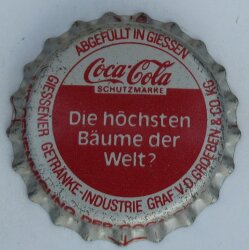 ABGEFÜLLT IN GIESSEN
Coca-Cola
SCHUTZMARKE
Die höchsten
Bäume der
Welt?
GIESSENER GETRÄNKE-INDUSTRIE GRAF V.D. GROEBEN & CO. KG